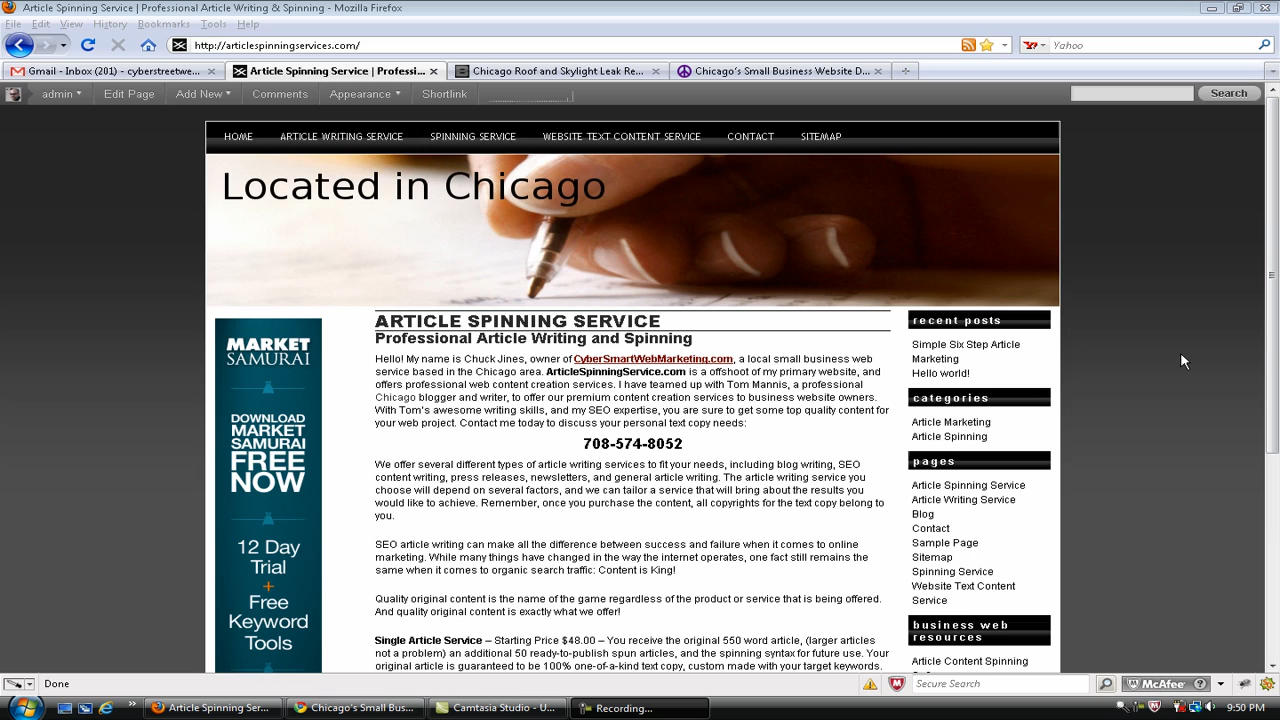 Article Spinning Service | Professional Article Writing & Spinning - Mozilla Firefox
File Edit View History Bookmarks Tools Help
http://articlespinningservices.com/
Yahoo
Gmail - Inbox (201) - cyberstreetwe...
Article Spinning Service | Professi...
Chicago Roof and Skylight Leak Re...
Chicago's Small Business Website D...
admin Edit Page Add New Comments Appearance Shortlink
Search
HOME ARTICLE WRITING SERVICE SPINNING SERVICE WEBSITE TEXT CONTENT SERVICE CONTACT SITEMAP
Located in Chicago
MARKET
SAMURAI
DOWNLOAD
MARKET
SAMURAI
FREE
NOW
12 Day
Trial
+
Free
Keyword
Tools
ARTICLE SPINNING SERVICE
Professional Article Writing and Spinning
Hello! My name is Chuck Jines, owner of CyberSmartWebMarketing.com, a local small business web
service based in the Chicago area. ArticleSpinningService.com is a offshoot of my primary website, and
offers professional web content creation services. I have teamed up with Tom Mannis, a professional
Chicago blogger and writer, to offer our premium content creation services to business website owners.
With Tom's awesome writing skills, and my SEO expertise, you are sure to get some top quality content for
your web project. Contact me today to discuss your personal text copy needs:
708-574-8052
We offer several different types of article writing services to fit your needs, including blog writing, SEO
content writing, press releases, newsletters, and general article writing. The article writing service you
choose will depend on several factors, and we can tailor a service that will bring about the results you
would like to achieve. Remember, once you purchase the content, all copyrights for the text copy belong to
you.
SEO article writing can make all the difference between success and failure when it comes to online
marketing. While many things have changed in the way the internet operates, one fact still remains the
same when it comes to organic search traffic: Content is King!
Quality original content is the name of the game regardless of the product or service that is being offered.
And quality original content is exactly what we offer!
Single Article Service – Starting Price $48.00 – You receive the original 550 word article, (larger articles
not a problem) an additional 50 ready-to-publish spun articles, and the spinning syntax for future use. Your
original article is guaranteed to be 100% one-of-a-kind text copy, custom made with your target keywords.
recent posts
Simple Six Step Article
Marketing
Hello world!
categories
Article Marketing
Article Spinning
pages
Article Spinning Service
Article Writing Service
Blog
Contact
Sample Page
Sitemap
Spinning Service
Website Text Content
Service
business web
resources
Article Content Spinning
Done
Secure Search
McAfee
Article Spinning Ser...
Chicago's Small Bus...
Camtasia Studio - U...
Recording...
9:50 PM